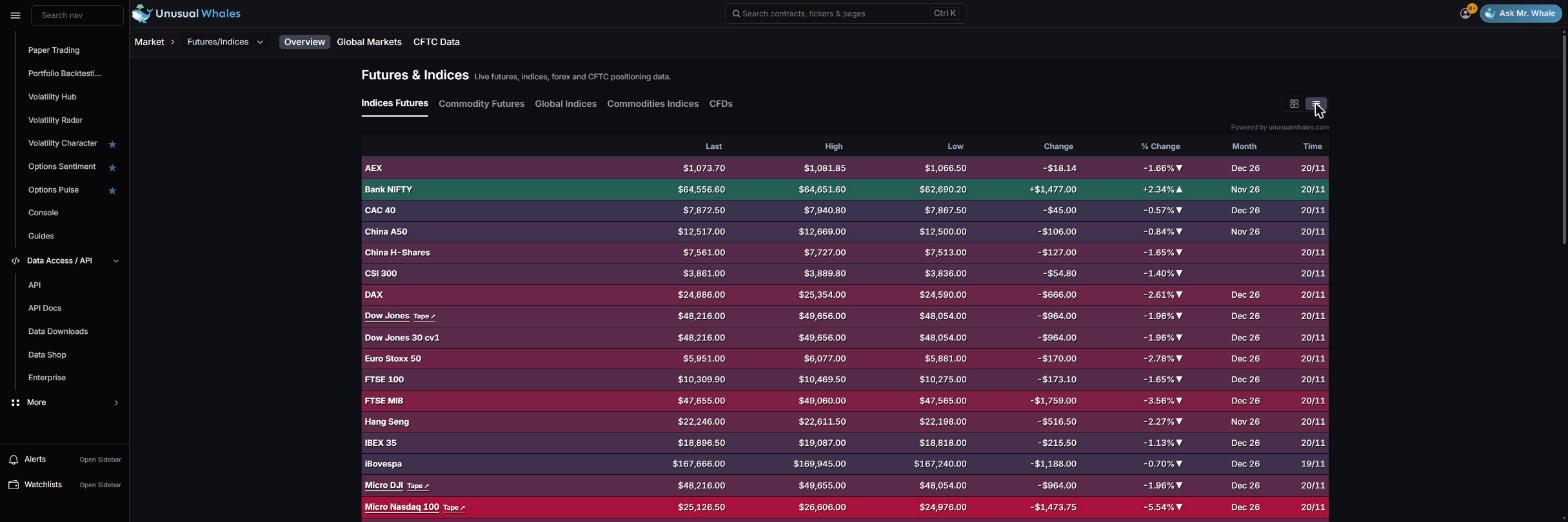 Search nav
Unusual Whales
Search contracts, tickers & pages
Ctrl K
9+
Ask Mr. Whale
Market
Futures/Indices
Overview
Global Markets
CFTC Data
Paper Trading
Portfolio Backtesti...
Volatility Hub
Volatility Radar
Volatility Character
Options Sentiment
Options Pulse
Console
Guides
Data Access / API
API
API Docs
Data Downloads
Data Shop
Enterprise
More
Alerts Open Sidebar
Watchlists Open Sidebar
Futures & Indices Live futures, indices, forex and CFTC positioning data.
Indices Futures Commodity Futures Global Indices Commodities Indices CFDs
Powered by unusualwhales.com
Last High Low Change % Change Month Time
AEX $1,073.70 $1,081.85 $1,066.50 -$18.14 -1.66%▼ Dec 26 20/11
Bank NIFTY $64,556.60 $64,651.60 $62,690.20 +$1,477.00 +2.34%▲ Nov 26 20/11
CAC 40 $7,872.50 $7,940.80 $7,867.50 -$45.00 -0.57%▼ Dec 26 20/11
China A50 $12,517.00 $12,669.00 $12,500.00 -$106.00 -0.84%▼ Nov 26 20/11
China H-Shares $7,561.00 $7,727.00 $7,513.00 -$127.00 -1.65%▼ 20/11
CSI 300 $3,861.00 $3,889.80 $3,836.00 -$54.80 -1.40%▼ 20/11
DAX $24,886.00 $25,354.00 $24,590.00 -$666.00 -2.61%▼ Dec 26 20/11
Dow Jones Tape↗ $48,216.00 $49,656.00 $48,054.00 -$964.00 -1.96%▼ Dec 26 20/11
Dow Jones 30 cv1 $48,216.00 $49,656.00 $48,054.00 -$964.00 -1.96%▼ Dec 26 20/11
Euro Stoxx 50 $5,951.00 $6,077.00 $5,881.00 -$170.00 -2.78%▼ Dec 26 20/11
FTSE 100 $10,309.90 $10,469.50 $10,275.00 -$173.10 -1.65%▼ Dec 26 20/11
FTSE MIB $47,655.00 $49,060.00 $47,565.00 -$1,759.00 -3.56%▼ Dec 26 20/11
Hang Seng $22,246.00 $22,611.50 $22,198.00 -$516.50 -2.27%▼ Nov 26 20/11
IBEX 35 $18,896.50 $19,087.00 $18,818.00 -$215.50 -1.13%▼ Dec 26 20/11
iBovespa $167,666.00 $169,945.00 $167,240.00 -$1,188.00 -0.70%▼ Dec 26 19/11
Micro DJI Tape↗ $48,216.00 $49,655.00 $48,054.00 -$964.00 -1.96%▼ Dec 26 20/11
Micro Nasdaq 100 Tape↗ $25,126.50 $26,606.00 $24,976.00 -$1,473.75 -5.54%▼ Dec 26 20/11